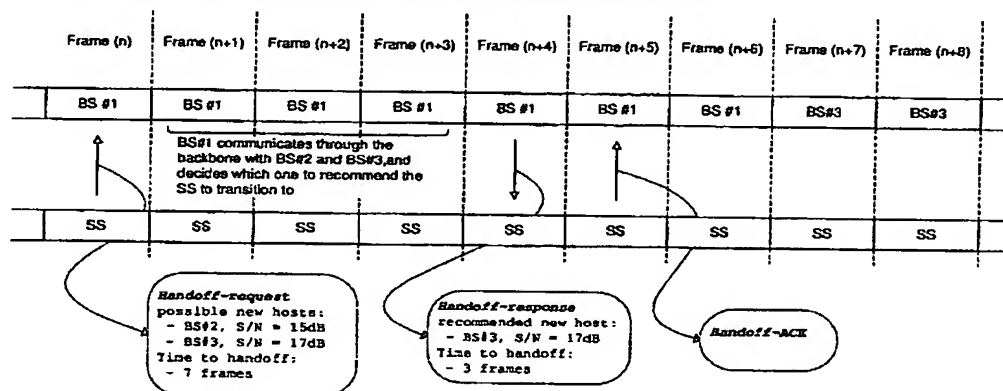 Frame (n) Frame (n+1) Frame (n+2) Frame (n+3) Frame (n+4) Frame (n+5) Frame (n+6) Frame (n+7) Frame (n+8)
BS #1 BS #1 BS #1 BS #1 BS #1 BS #1 BS #1 BS#3 BS#3
BS#1 communicates through the
backbone with BS#2 and BS#3,and
decides which one to recommend the
SS to transition to
SS SS SS SS SS SS SS SS SS
Handoff-request
possible new hosts:
- BS#2, S/N = 15dB
- BS#3, S/N = 17dB
Time to handoff:
- 7 frames
Handoff-response
recommended new host:
- BS#3, S/N = 17dB
Time to handoff:
- 3 frames
Handoff-ACK